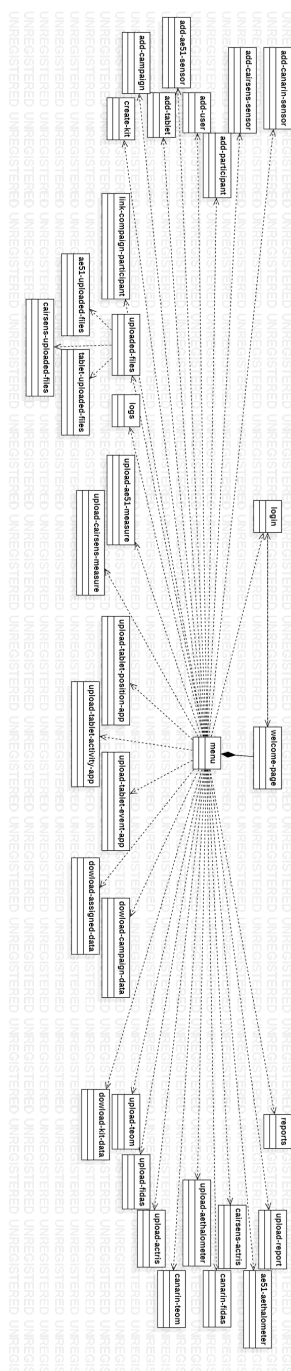 add-canarin-sensor
add-cairsens-sensor
add-participant
add-user
add-ae51-sensor
add-tablet
add-campaign
create-kit
link-compaign-participant
uploaded-files
ae51-uploaded-files
tablet-uploaded-files
cairsens-uploaded-files
logs
login
upload-ae51-measure
upload-cairsens-measure
welcome-page
menu
upload-tablet-position-app
upload-tablet-activity-app
upload-tablet-event-app
dowload-assigned-data
dowload-campaign-data
reports
dowload-kit-data
upload-teom
upload-fidas
upload-actris
canarin-teom
upload-aethalometer
canarin-fidas
cairsens-actris
upload-report
ae51-aethalometer